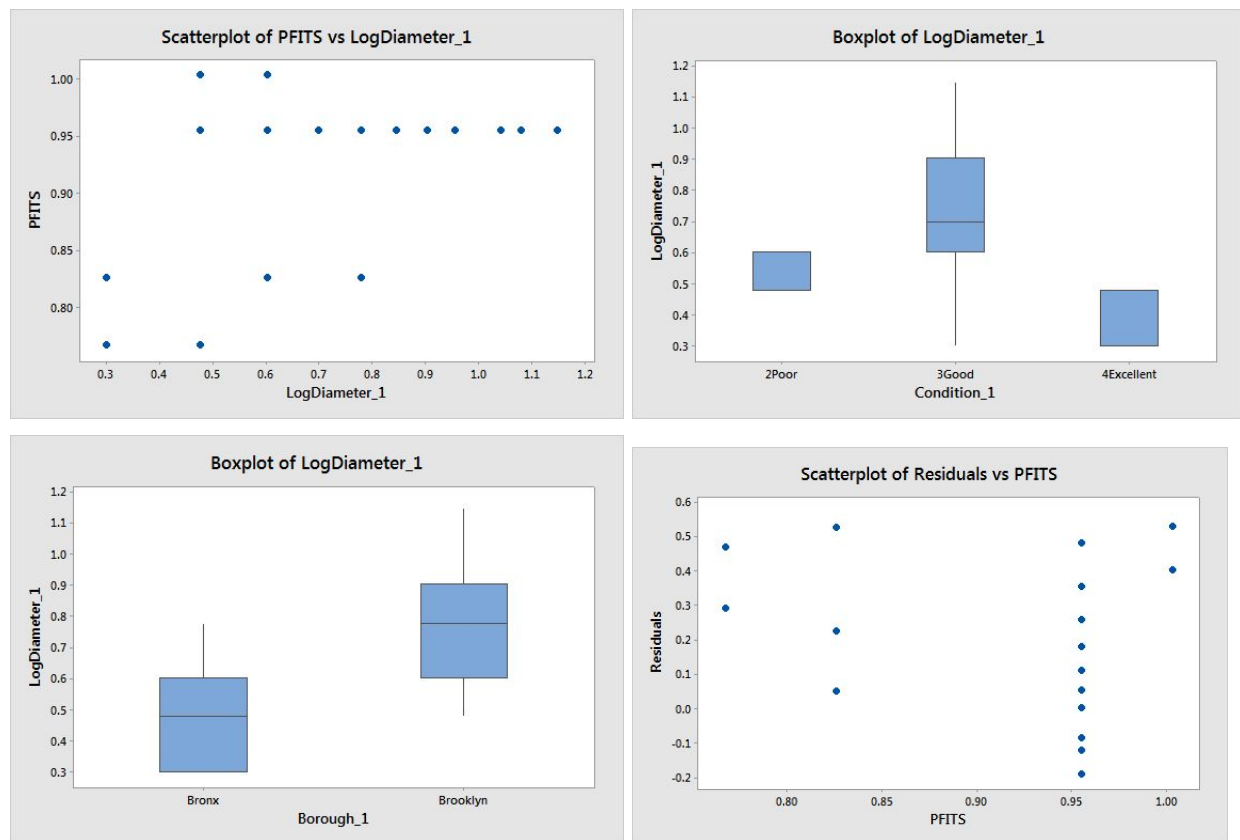 Scatterplot of PFITS vs LogDiameter_1
1.00
0.95
0.90
0.85
0.80
PFITS
0.3 0.4 0.5 0.6 0.7 0.8 0.9 1.0 1.1 1.2
LogDiameter_1
Boxplot of LogDiameter_1
1.2
1.1
1.0
0.9
0.8
0.7
0.6
0.5
0.4
0.3
LogDiameter_1
2Poor 3Good 4Excellent
Condition_1
Boxplot of LogDiameter_1
1.2
1.1
1.0
0.9
0.8
0.7
0.6
0.5
0.4
0.3
LogDiameter_1
Bronx Brooklyn
Borough_1
Scatterplot of Residuals vs PFITS
0.6
0.5
0.4
0.3
0.2
0.1
0.0
-0.1
-0.2
Residuals
0.80 0.85 0.90 0.95 1.00
PFITS